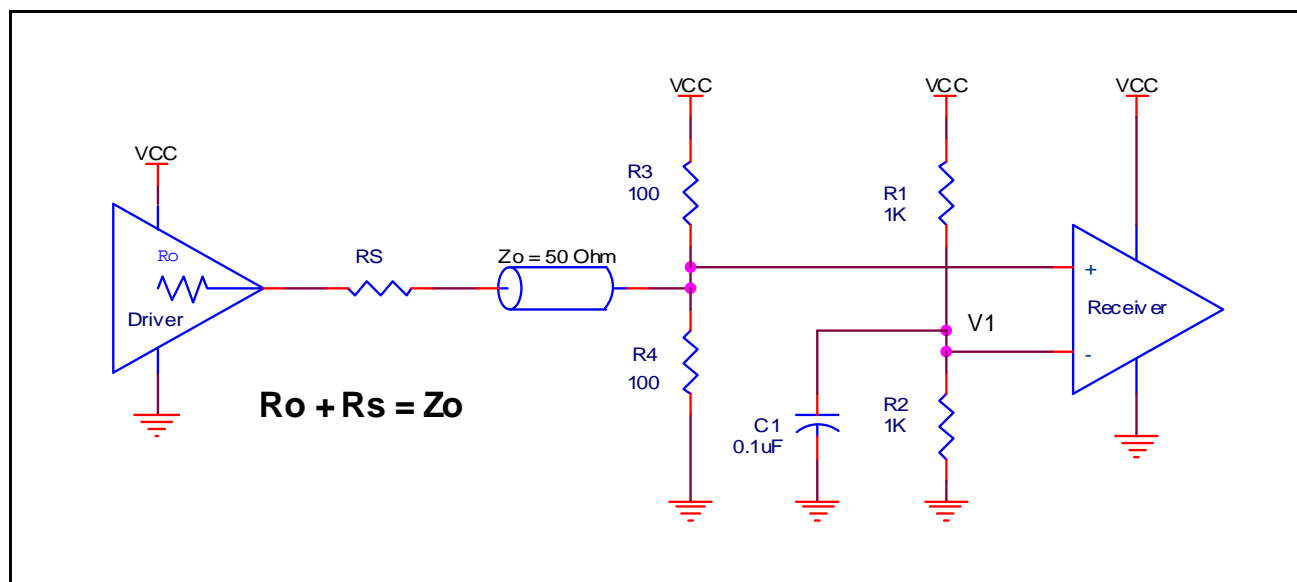 VCC
VCC
VCC
VCC
Ro
Driver
RS
Zo = 50 Ohm
R3
100
R4
100
R1
1K
V1
R2
1K
C1
0.1uF
+
-
Receiver
Ro + Rs = Zo